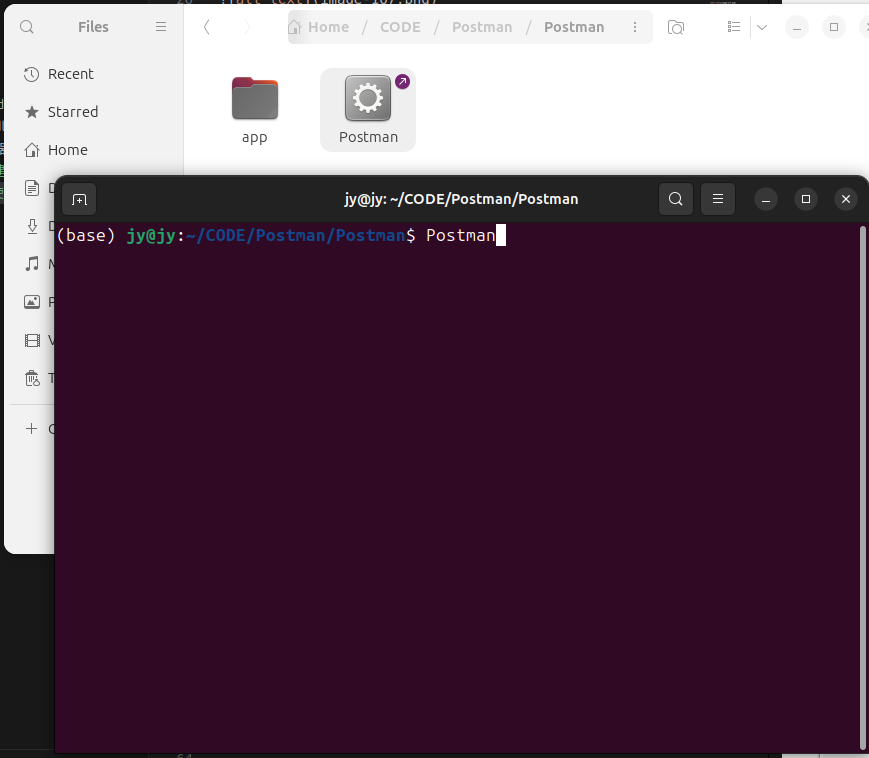 Files
Home / CODE / Postman / Postman
Recent
app
Postman
Starred
Home
D
jy@jy: ~/CODE/Postman/Postman
(base) jy@jy:~/CODE/Postman/Postman$ Postman
D
M
P
V
T